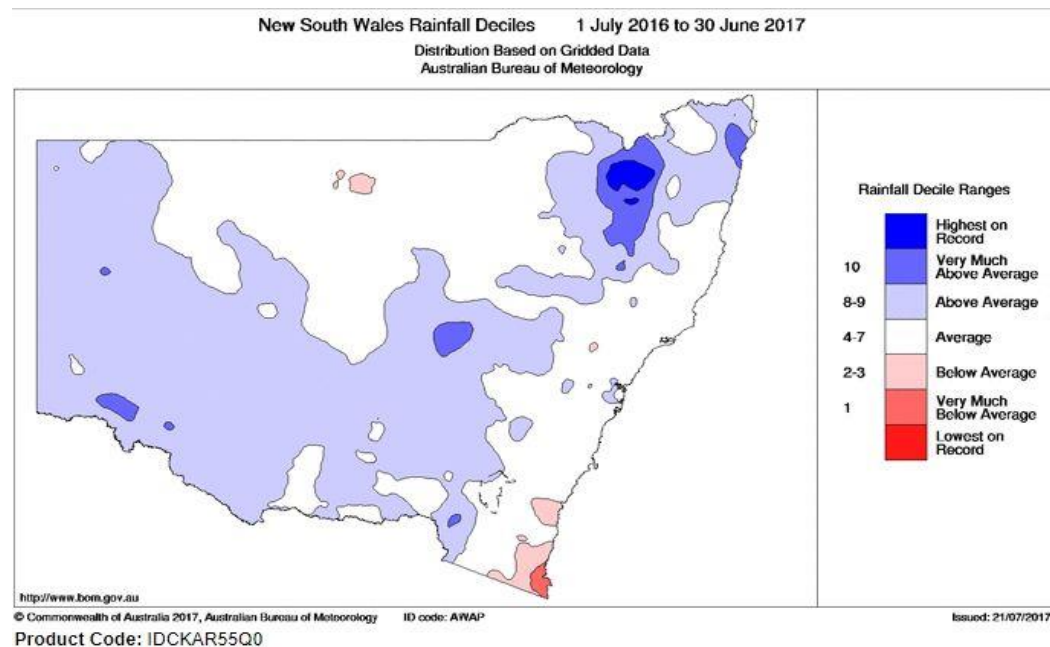 New South Wales Rainfall Deciles 1 July 2016 to 30 June 2017
Distribution Based on Gridded Data
Australian Bureau of Meteorology
Rainfall Decile Ranges
Highest on
Record
10 Very Much
Above Average
8-9 Above Average
4-7 Average
2-3 Below Average
1 Very Much
Below Average
Lowest on
Record
http://www.bom.gov.au
© Commonwealth of Australia 2017, Australian Bureau of Meteorology ID code: AWAP Issued: 21/07/2017
Product Code: IDCKAR55Q0